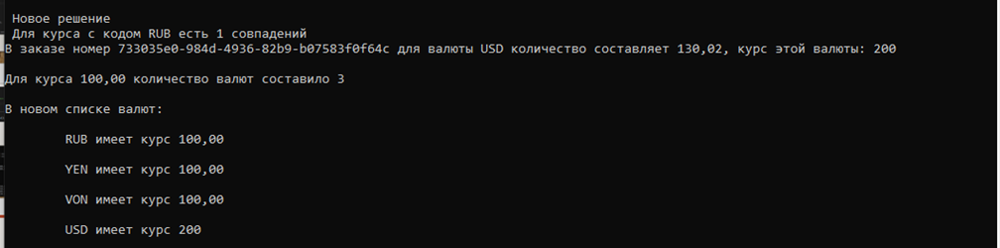 Новое решение
Для курса с кодом RUB есть 1 совпадений
В заказе номер 733035e0-984d-4936-82b9-b07583f0f64c для валюты USD количество составляет 130,02, курс этой валюты: 200
Для курса 100,00 количество валют составило 3
В новом списке валют:
RUB имеет курс 100,00
YEN имеет курс 100,00
VON имеет курс 100,00
USD имеет курс 200